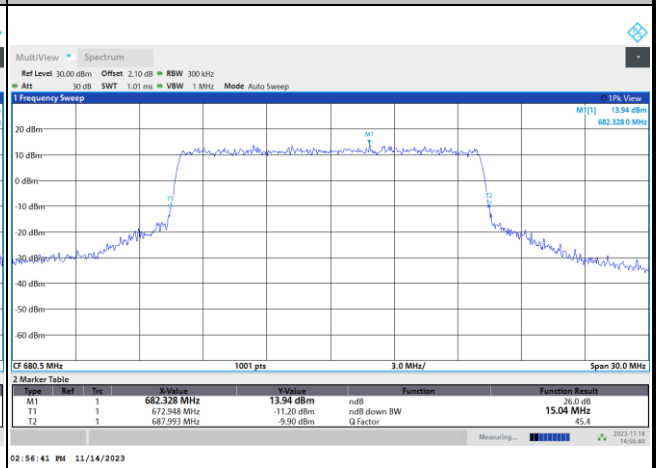 MultiView Spectrum
Ref Level 30.00 dBm Offset 2.10 dB RBW 300 kHz
Att 30 dB SWT 1.01 ms VBW 1 MHz Mode Auto Sweep
1 Frequency Sweep 1Pk View
M1[1] 13.94 dBm
682.328 0 MHz
20 dBm
M1
10 dBm
0 dBm
T1 T2
-10 dBm
-20 dBm
-30 dBm
-40 dBm
-50 dBm
-60 dBm
CF 680.5 MHz 1001 pts 3.0 MHz/ Span 30.0 MHz
2 Marker Table
Type Ref Trc X-Value Y-Value Function Function Result
M1 1 682.328 MHz 13.94 dBm ndB 26.0 dB
T1 1 672.948 MHz -11.20 dBm ndB down BW 15.04 MHz
T2 1 687.993 MHz -9.90 dBm Q Factor 45.4
Measuring... 2023-11-14
14:56:40
02:56:41 PM 11/14/2023